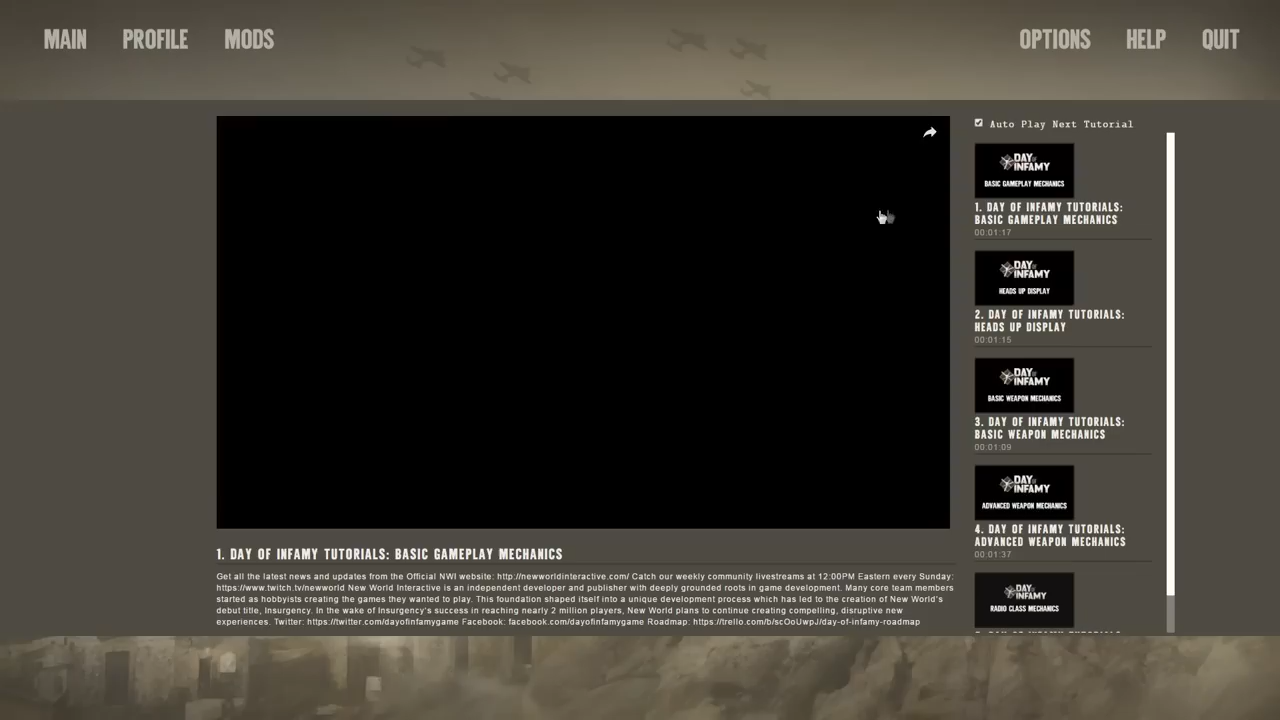 MAIN PROFILE MODS OPTIONS HELP QUIT
Auto Play Next Tutorial
DAY OF INFAMY
BASIC GAMEPLAY MECHANICS
1. DAY OF INFAMY TUTORIALS:
BASIC GAMEPLAY MECHANICS
00:01:17
DAY OF INFAMY
HEADS UP DISPLAY
2. DAY OF INFAMY TUTORIALS:
HEADS UP DISPLAY
00:01:15
DAY OF INFAMY
BASIC WEAPON MECHANICS
3. DAY OF INFAMY TUTORIALS:
BASIC WEAPON MECHANICS
00:01:09
DAY OF INFAMY
ADVANCED WEAPON MECHANICS
4. DAY OF INFAMY TUTORIALS:
ADVANCED WEAPON MECHANICS
00:01:37
DAY OF INFAMY
RADIO CLASS MECHANICS
1. DAY OF INFAMY TUTORIALS: BASIC GAMEPLAY MECHANICS
Get all the latest news and updates from the Official NWI website: http://newworldinteractive.com/ Catch our weekly community livestreams at 12:00PM Eastern every Sunday:
https://www.twitch.tv/newworld New World Interactive is an independent developer and publisher with deeply grounded roots in game development. Many core team members
started as hobbyists creating the games they wanted to play. This foundation shaped itself into a unique development process which has led to the creation of New World's
debut title, Insurgency. In the wake of Insurgency's success in reaching nearly 2 million players, New World plans to continue creating compelling, disruptive new
experiences. Twitter: https://twitter.com/dayofinfamygame Facebook: facebook.com/dayofinfamygame Roadmap: https://trello.com/b/scOoUwpJ/day-of-infamy-roadmap